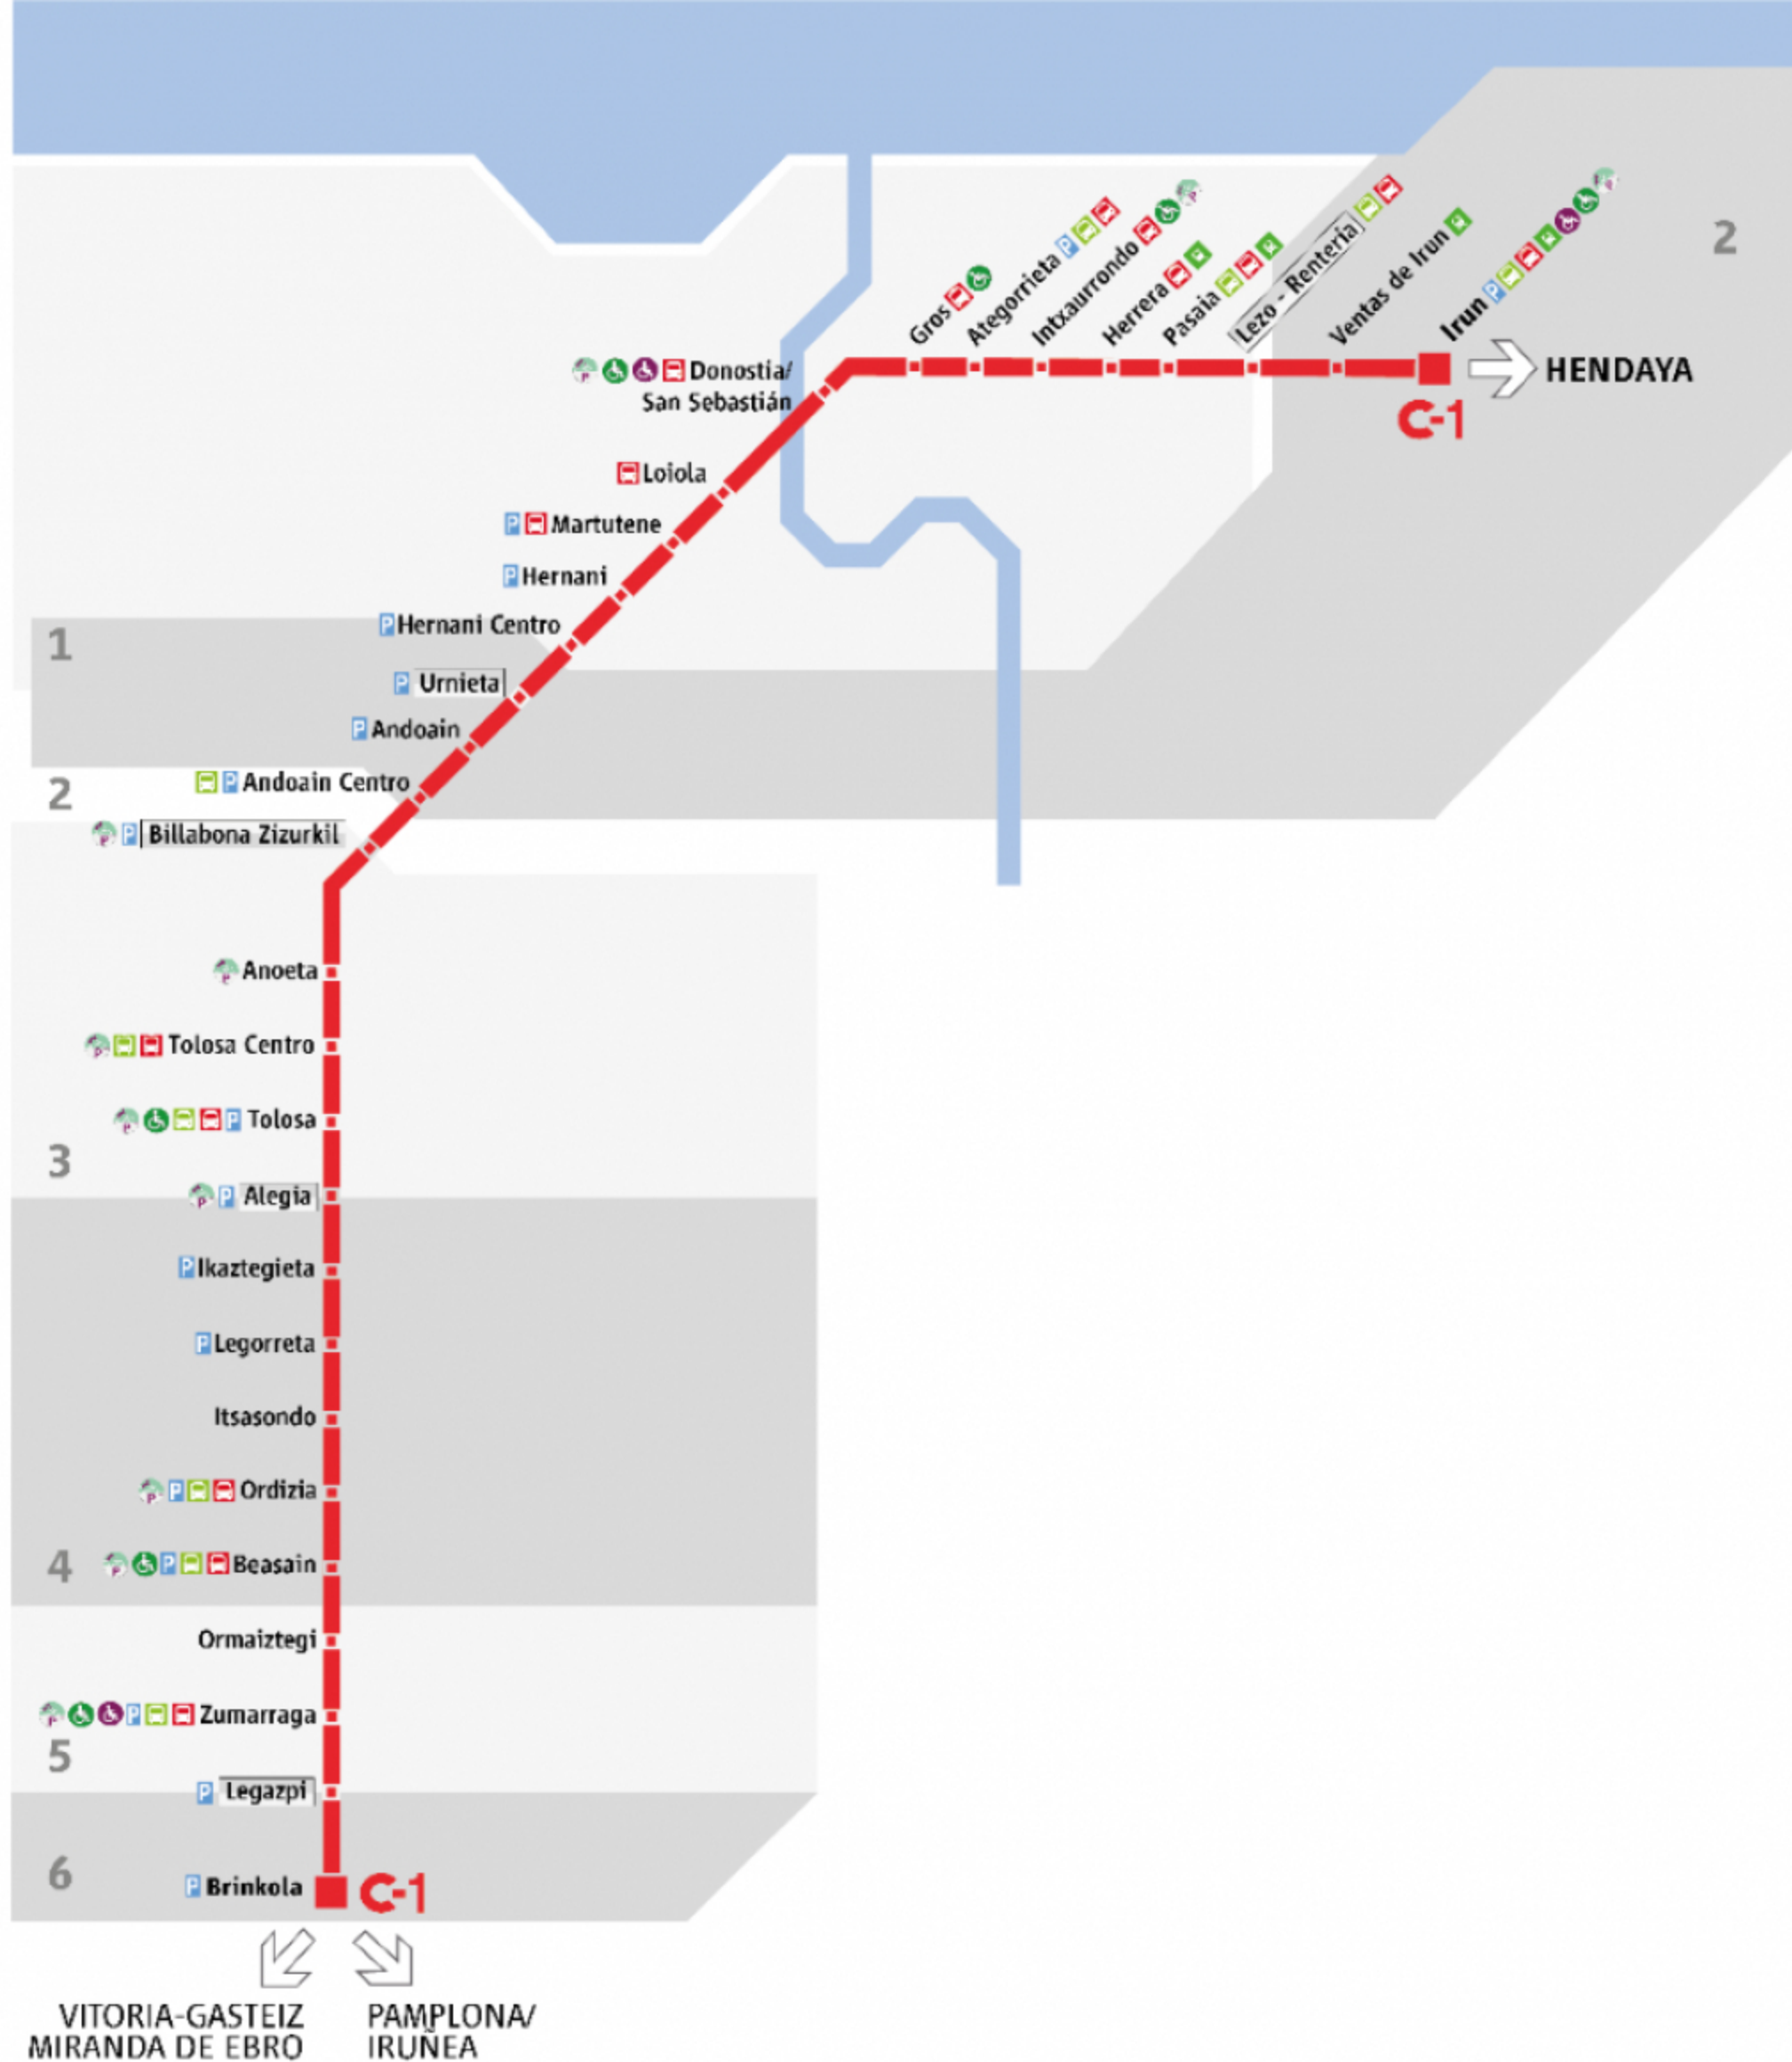 2
Gros
Ategorrieta P
Intxaurrondo
Herrera
Pasaia
Lezo - Rentería
Ventas de Irun
Irun P
HENDAYA
C-1
Donostia/
San Sebastián
Loiola
P Martutene
P Hernani
P Hernani Centro
1
P Urnieta
P Andoain
P Andoain Centro
2
P Billabona Zizurkil
Anoeta
Tolosa Centro
P Tolosa
3
P Alegia
P Ikaztegieta
P Legorreta
Itsasondo
P Ordizia
4
P Beasain
Ormaiztegi
P Zumarraga
5
P Legazpi
6
P Brinkola
C-1
VITORIA-GASTEIZ
MIRANDA DE EBRO
PAMPLONA/
IRUÑEA